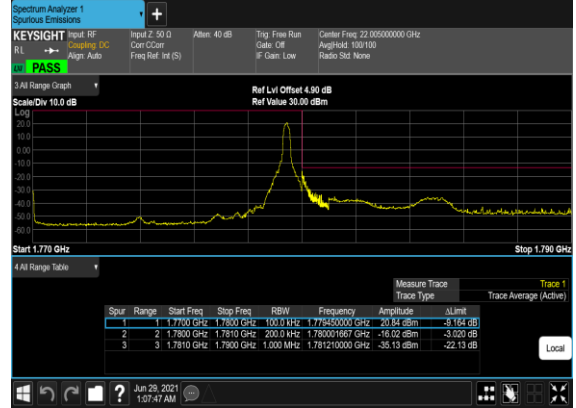 Spectrum Analyzer 1
Spurious Emissions
KEYSIGHT Input: RF Input Z: 50 Ω Atten: 40 dB Trig: Free Run Center Freq: 22.005000000 GHz
RL Coupling: DC Corr CCorr Gate: Off Avg|Hold: 100/100
Align: Auto Freq Ref: Int (S) IF Gain: Low Radio Std: None
PASS
3 All Range Graph
Ref Lvl Offset 4.90 dB
Scale/Div 10.0 dB Ref Value 30.00 dBm
Log
20.0
10.0
0.00
-10.0
-20.0
-30.0
-40.0
-50.0
-60.0
Start 1.770 GHz Stop 1.790 GHz
4 All Range Table
Measure Trace Trace 1
Trace Type Trace Average (Active)
Spur Range Start Freq Stop Freq RBW Frequency Amplitude ΔLimit
1 1 1.7700 GHz 1.7800 GHz 100.0 kHz 1.779450000 GHz 20.84 dBm -9.164 dB
2 2 1.7800 GHz 1.7810 GHz 200.0 kHz 1.780001667 GHz -16.02 dBm -3.020 dB
3 3 1.7810 GHz 1.7900 GHz 1.000 MHz 1.781210000 GHz -35.13 dBm -22.13 dB
Local
? Jun 29, 2021
1:07:47 AM